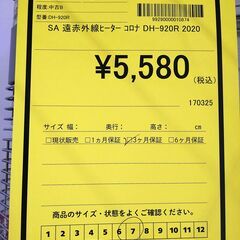 程度:中古B
型番:DH-920R
9929000010874
SA 遠赤外線ヒーター コロナ DH-920R 2020
¥5,580
(税込)
170325
サイズ 幅: 奥行: 高さ: cm
□現状販売 □1ヵ月保証 □3ヶ月保証 □6ヶ月保証
商品のサイズ・状態をよくご確認ください。
1 2 3 4 5 6 7 8 9 10 11 12